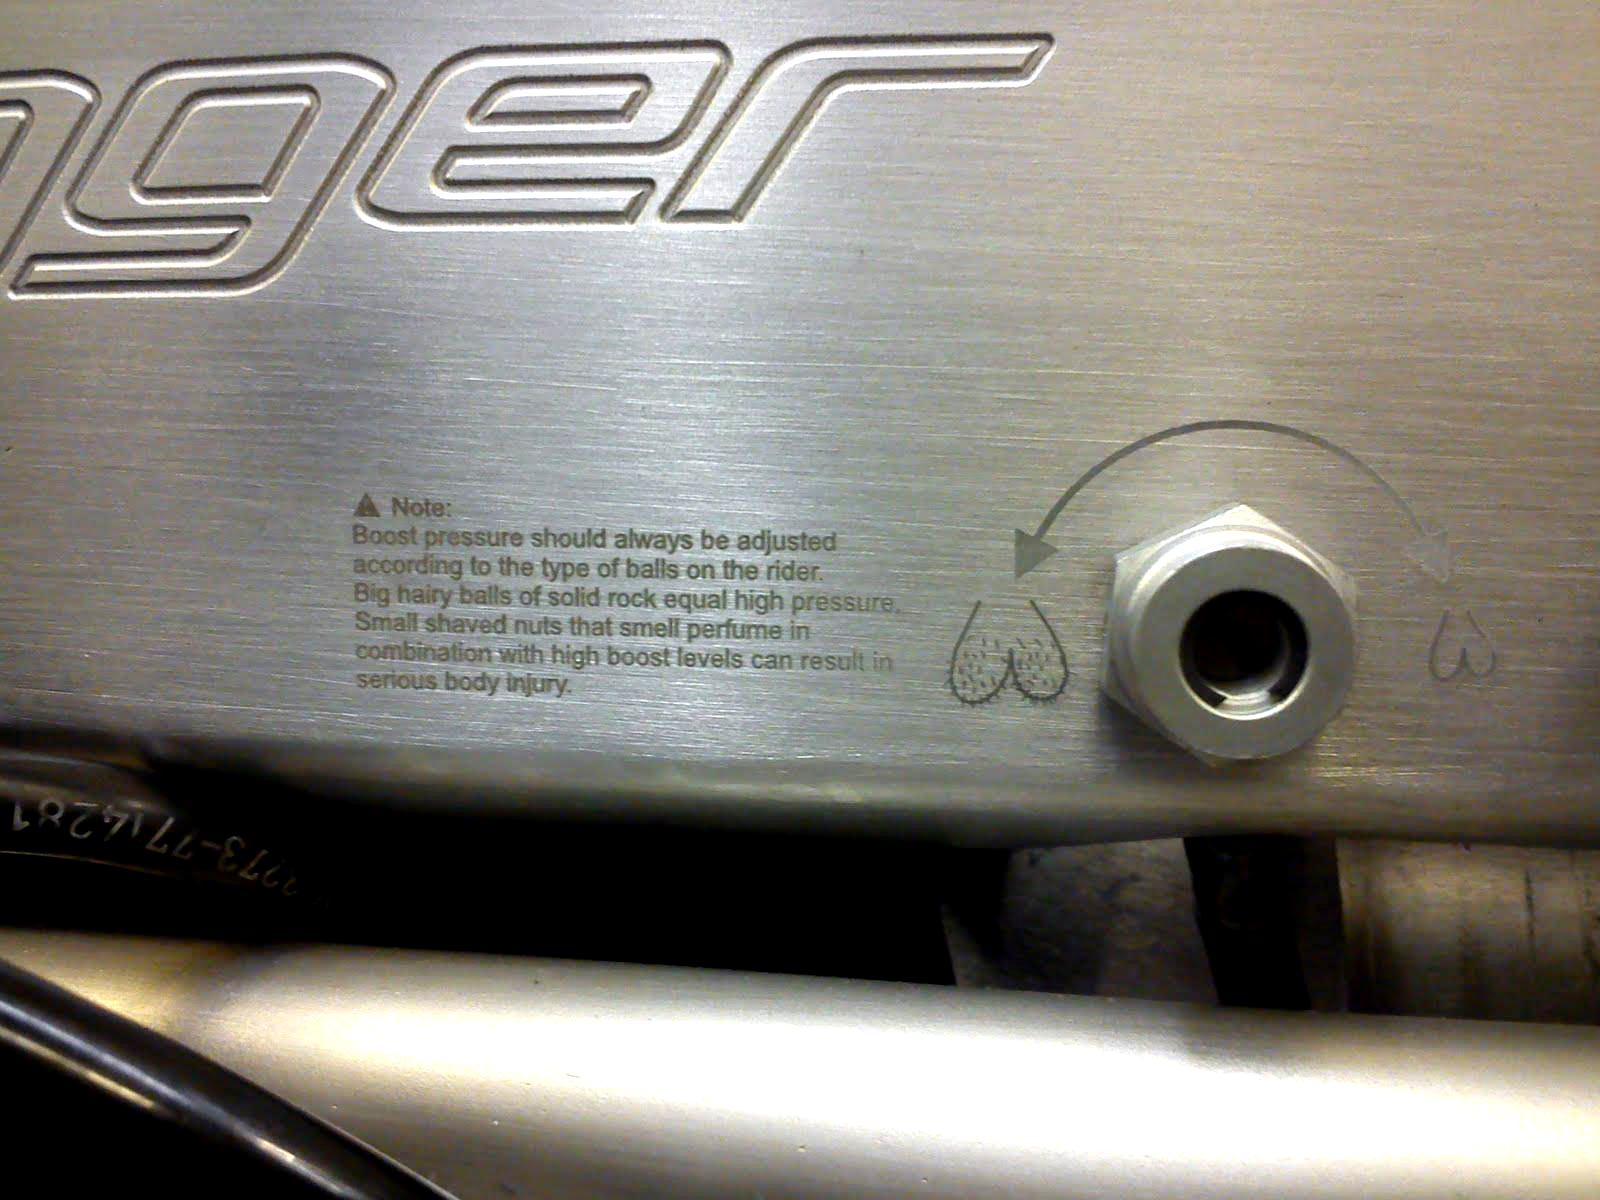 nger
Note:
Boost pressure should always be adjusted
according to the type of balls on the rider.
Big hairy balls of solid rock equal high pressure.
Small shaved nuts that smell perfume in
combination with high boost levels can result in
serious body injury.
273-7714281